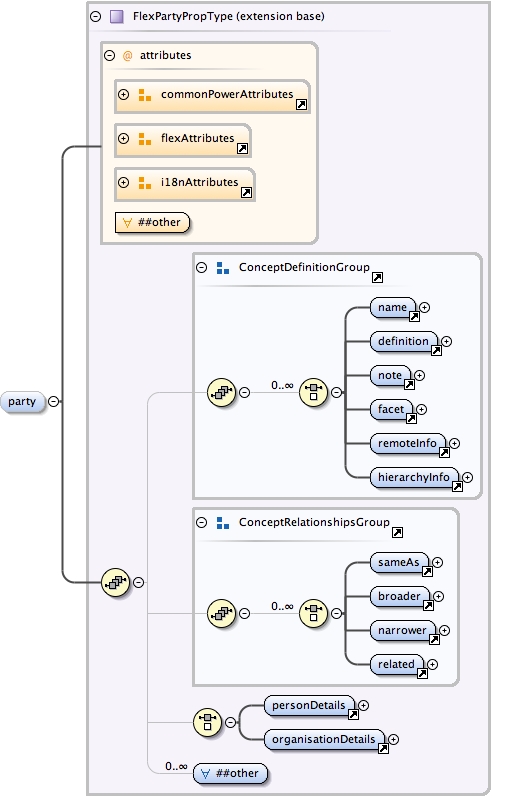 FlexPartyPropType (extension base)
@ attributes
commonPowerAttributes
flexAttributes
i18nAttributes
##other
ConceptDefinitionGroup
name
definition
0..∞
note
party
facet
remoteInfo
hierarchyInfo
ConceptRelationshipsGroup
sameAs
broader
0..∞
narrower
related
personDetails
organisationDetails
0..∞
##other